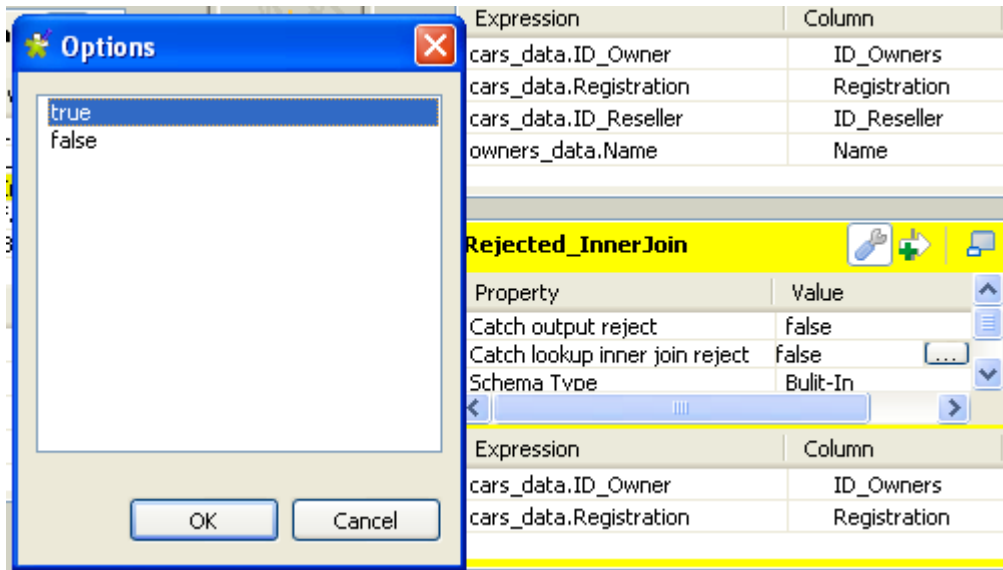 Options
true
false
OK Cancel
Expression Column
cars_data.ID_Owner ID_Owners
cars_data.Registration Registration
cars_data.ID_Reseller ID_Reseller
owners_data.Name Name
Rejected_InnerJoin
Property Value
Catch output reject false
Catch lookup inner join reject false ...
Schema Type Bulit-In
Expression Column
cars_data.ID_Owner ID_Owners
cars_data.Registration Registration